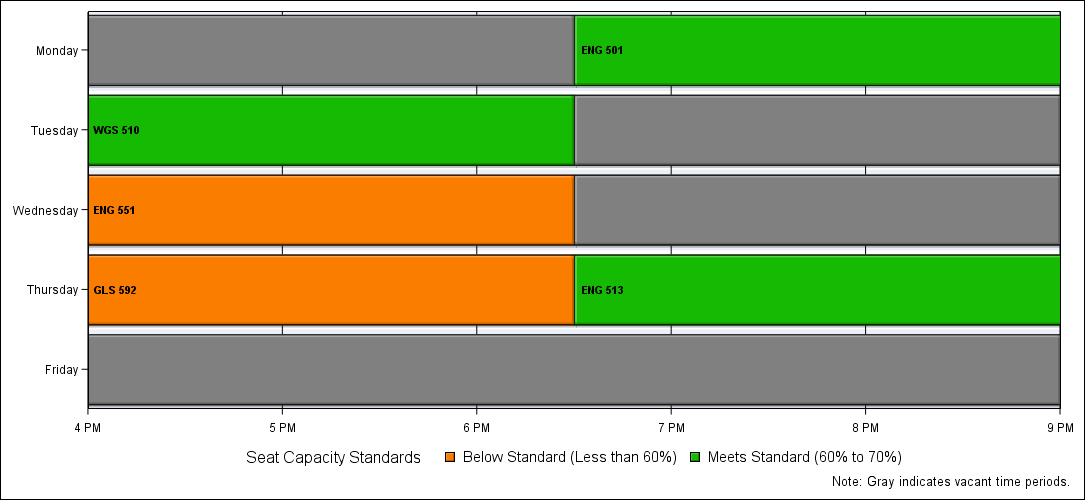 Monday
ENG 501
Tuesday
WGS 510
Wednesday
ENG 551
Thursday
GLS 592
ENG 513
Friday
4 PM 5 PM 6 PM 7 PM 8 PM 9 PM
Seat Capacity Standards Below Standard (Less than 60%) Meets Standard (60% to 70%)
Note: Gray indicates vacant time periods.